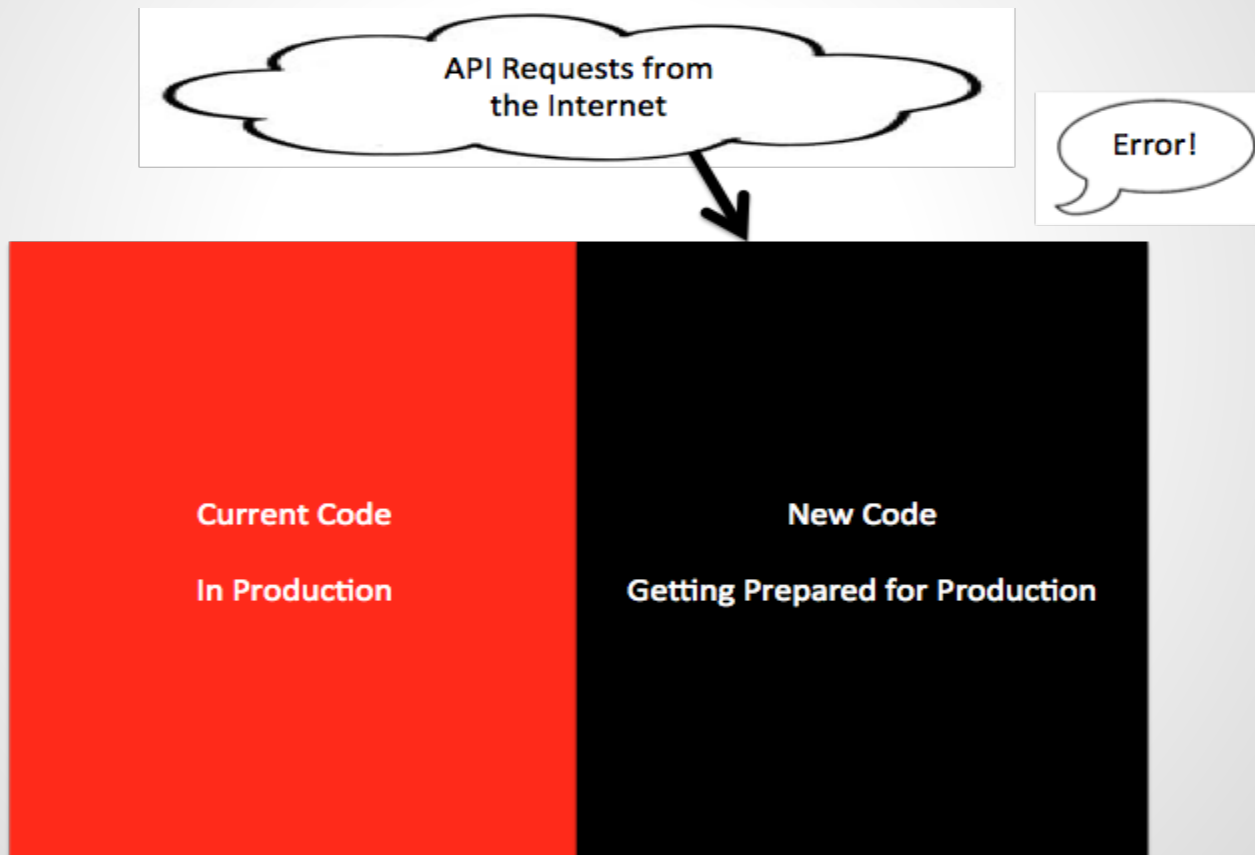 API Requests from
the Internet
Error!
Current Code
In Production
New Code
Getting Prepared for Production